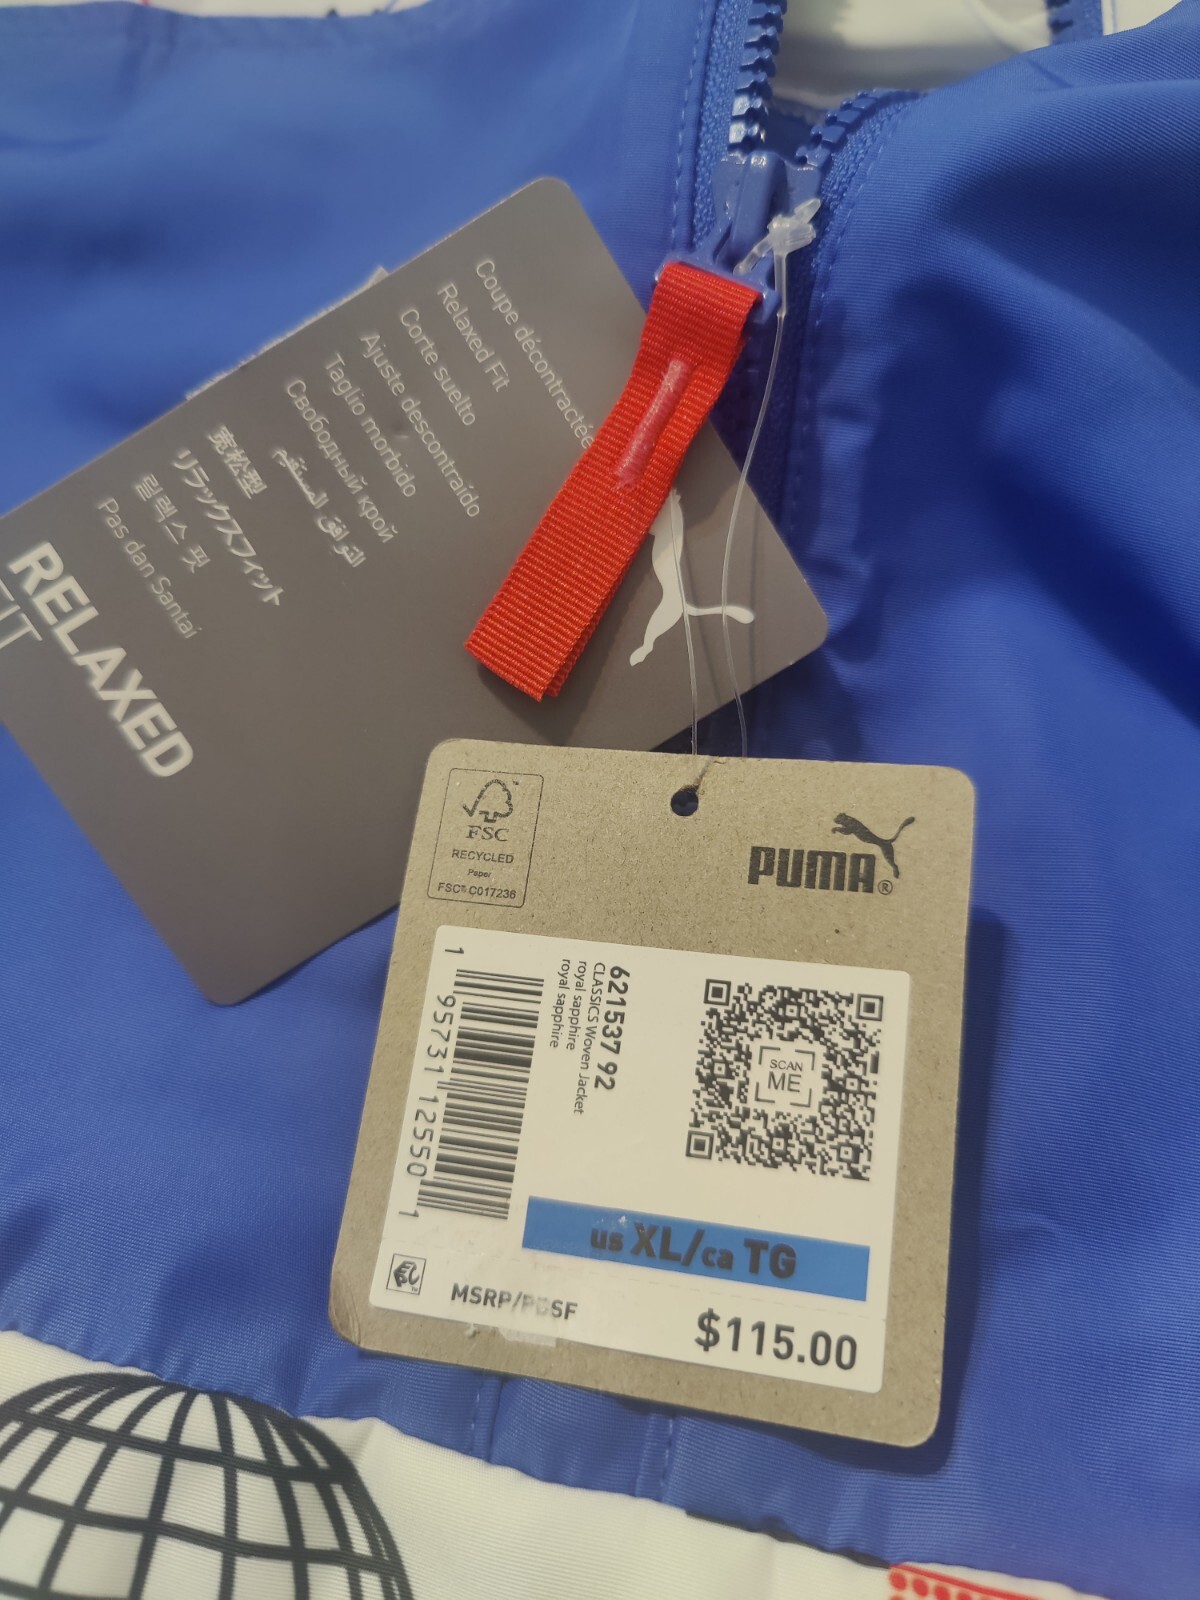 Coupe décontractée
Relaxed Fit
Corte suelto
Ajuste descontraído
Taglio morbido
Свободный крой
التوافق المستقيم
宽松型
リラックスフィット
릴렉스 핏
Pas dan Santai
RELAXED
FIT
FSC
RECYCLED
Paper
FSC® C017236
PUMA®
621537 92
CLASSICS Woven Jacket
royal sapphire
royal sapphire
1 95731 12550 1
SCAN
ME
us XL/ca TG
MSRP/PDSF
$115.00